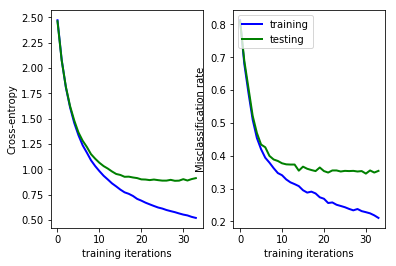 2.50
2.25
2.00
1.75
1.50
1.25
1.00
0.75
0.50
Cross-entropy
0 10 20 30
training iterations
0.8
0.7
0.6
0.5
0.4
0.3
0.2
Misclassification rate
training
testing
0 10 20 30
training iterations